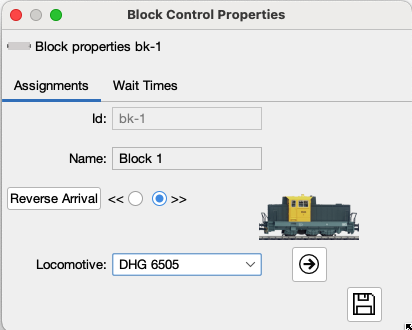 Block Control Properties
Block properties bk-1
Assignments Wait Times
Id: bk-1
Name: Block 1
Reverse Arrival << >>
Locomotive: DHG 6505